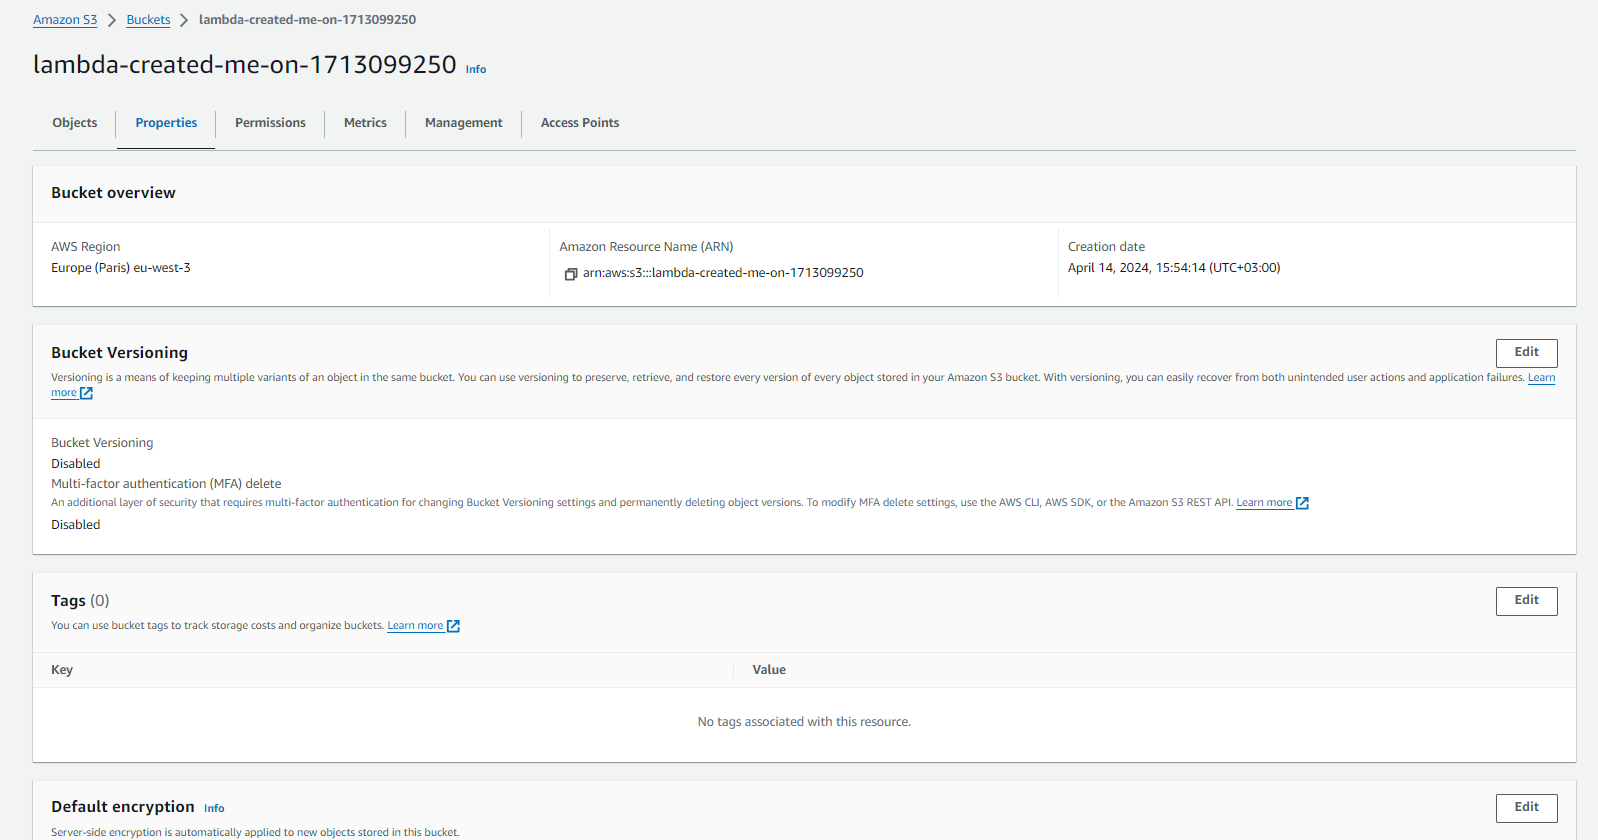 Amazon S3 > Buckets > lambda-created-me-on-1713099250
lambda-created-me-on-1713099250 Info
Objects Properties Permissions Metrics Management Access Points
Bucket overview
AWS Region
Europe (Paris) eu-west-3
Amazon Resource Name (ARN)
arn:aws:s3:::lambda-created-me-on-1713099250
Creation date
April 14, 2024, 15:54:14 (UTC+03:00)
Bucket Versioning
Edit
Versioning is a means of keeping multiple variants of an object in the same bucket. You can use versioning to preserve, retrieve, and restore every version of every object stored in your Amazon S3 bucket. With versioning, you can easily recover from both unintended user actions and application failures. Learn
more
Bucket Versioning
Disabled
Multi-factor authentication (MFA) delete
An additional layer of security that requires multi-factor authentication for changing Bucket Versioning settings and permanently deleting object versions. To modify MFA delete settings, use the AWS CLI, AWS SDK, or the Amazon S3 REST API. Learn more
Disabled
Tags (0)
Edit
You can use bucket tags to track storage costs and organize buckets. Learn more
Key Value
No tags associated with this resource.
Default encryption Info
Edit
Server-side encryption is automatically applied to new objects stored in this bucket.